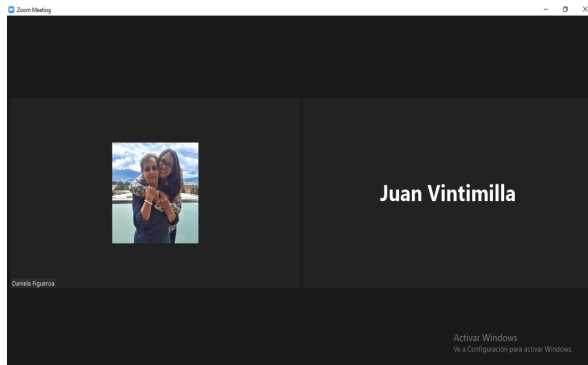 Zoom Meeting
Juan Vintimilla
Daniela Figueroa
Activar Windows
Ve a Configuración para activar Windows.